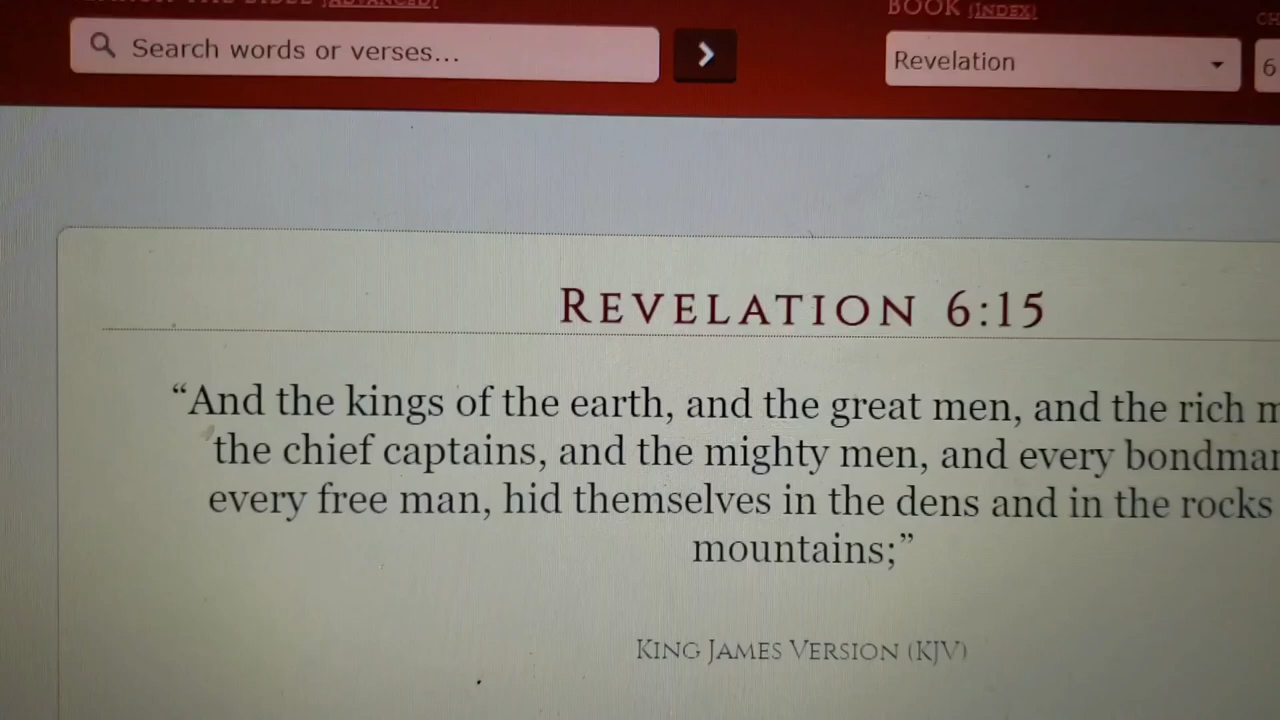 (ADVANCED)
BOOK (INDEX)
Search words or verses...
Revelation
6
REVELATION 6:15
“And the kings of the earth, and the great men, and the rich
the chief captains, and the mighty men, and every
every free man, hid themselves in the dens and in the rocks
mountains;”
KING JAMES VERSION (KJV)